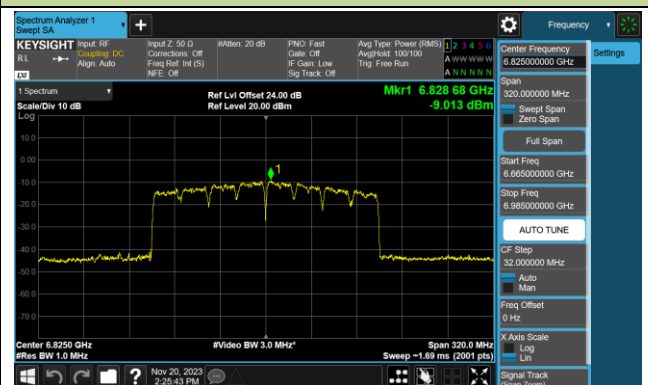 Spectrum Analyzer 1
Swept SA
Frequency
KEYSIGHT
Input: RF
Coupling: DC
Align: Auto
Input Z: 50 Ω
Corrections: Off
Freq Ref: Int (S)
NFE: Off
#Atten: 20 dB
PNO: Fast
Gate: Off
IF Gain: Low
Sig Track: Off
Avg Type: Power (RMS)
Avg|Hold: 100/100
Trig: Free Run
1 2 3 4 5 6
A W W W W W
A N N N N N
RL
LXI
1 Spectrum
Scale/Div 10 dB
Log
Ref Lvl Offset 24.00 dB
Ref Level 20.00 dBm
Mkr1 6.828 68 GHz
-9.013 dBm
10.0
0.00
-10.0
-20.0
-30.0
-40.0
-50.0
-60.0
-70.0
1
Center 6.8250 GHz
#Res BW 1.0 MHz
#Video BW 3.0 MHz*
Span 320.0 MHz
Sweep ~1.69 ms (2001 pts)
Nov 20, 2023
2:25:43 PM
Center Frequency
6.825000000 GHz
Settings
Span
320.000000 MHz
Swept Span
Zero Span
Full Span
Start Freq
6.665000000 GHz
Stop Freq
6.985000000 GHz
AUTO TUNE
CF Step
32.000000 MHz
Auto
Man
Freq Offset
0 Hz
X Axis Scale
Log
Lin
Signal Track
(Span Zoom)